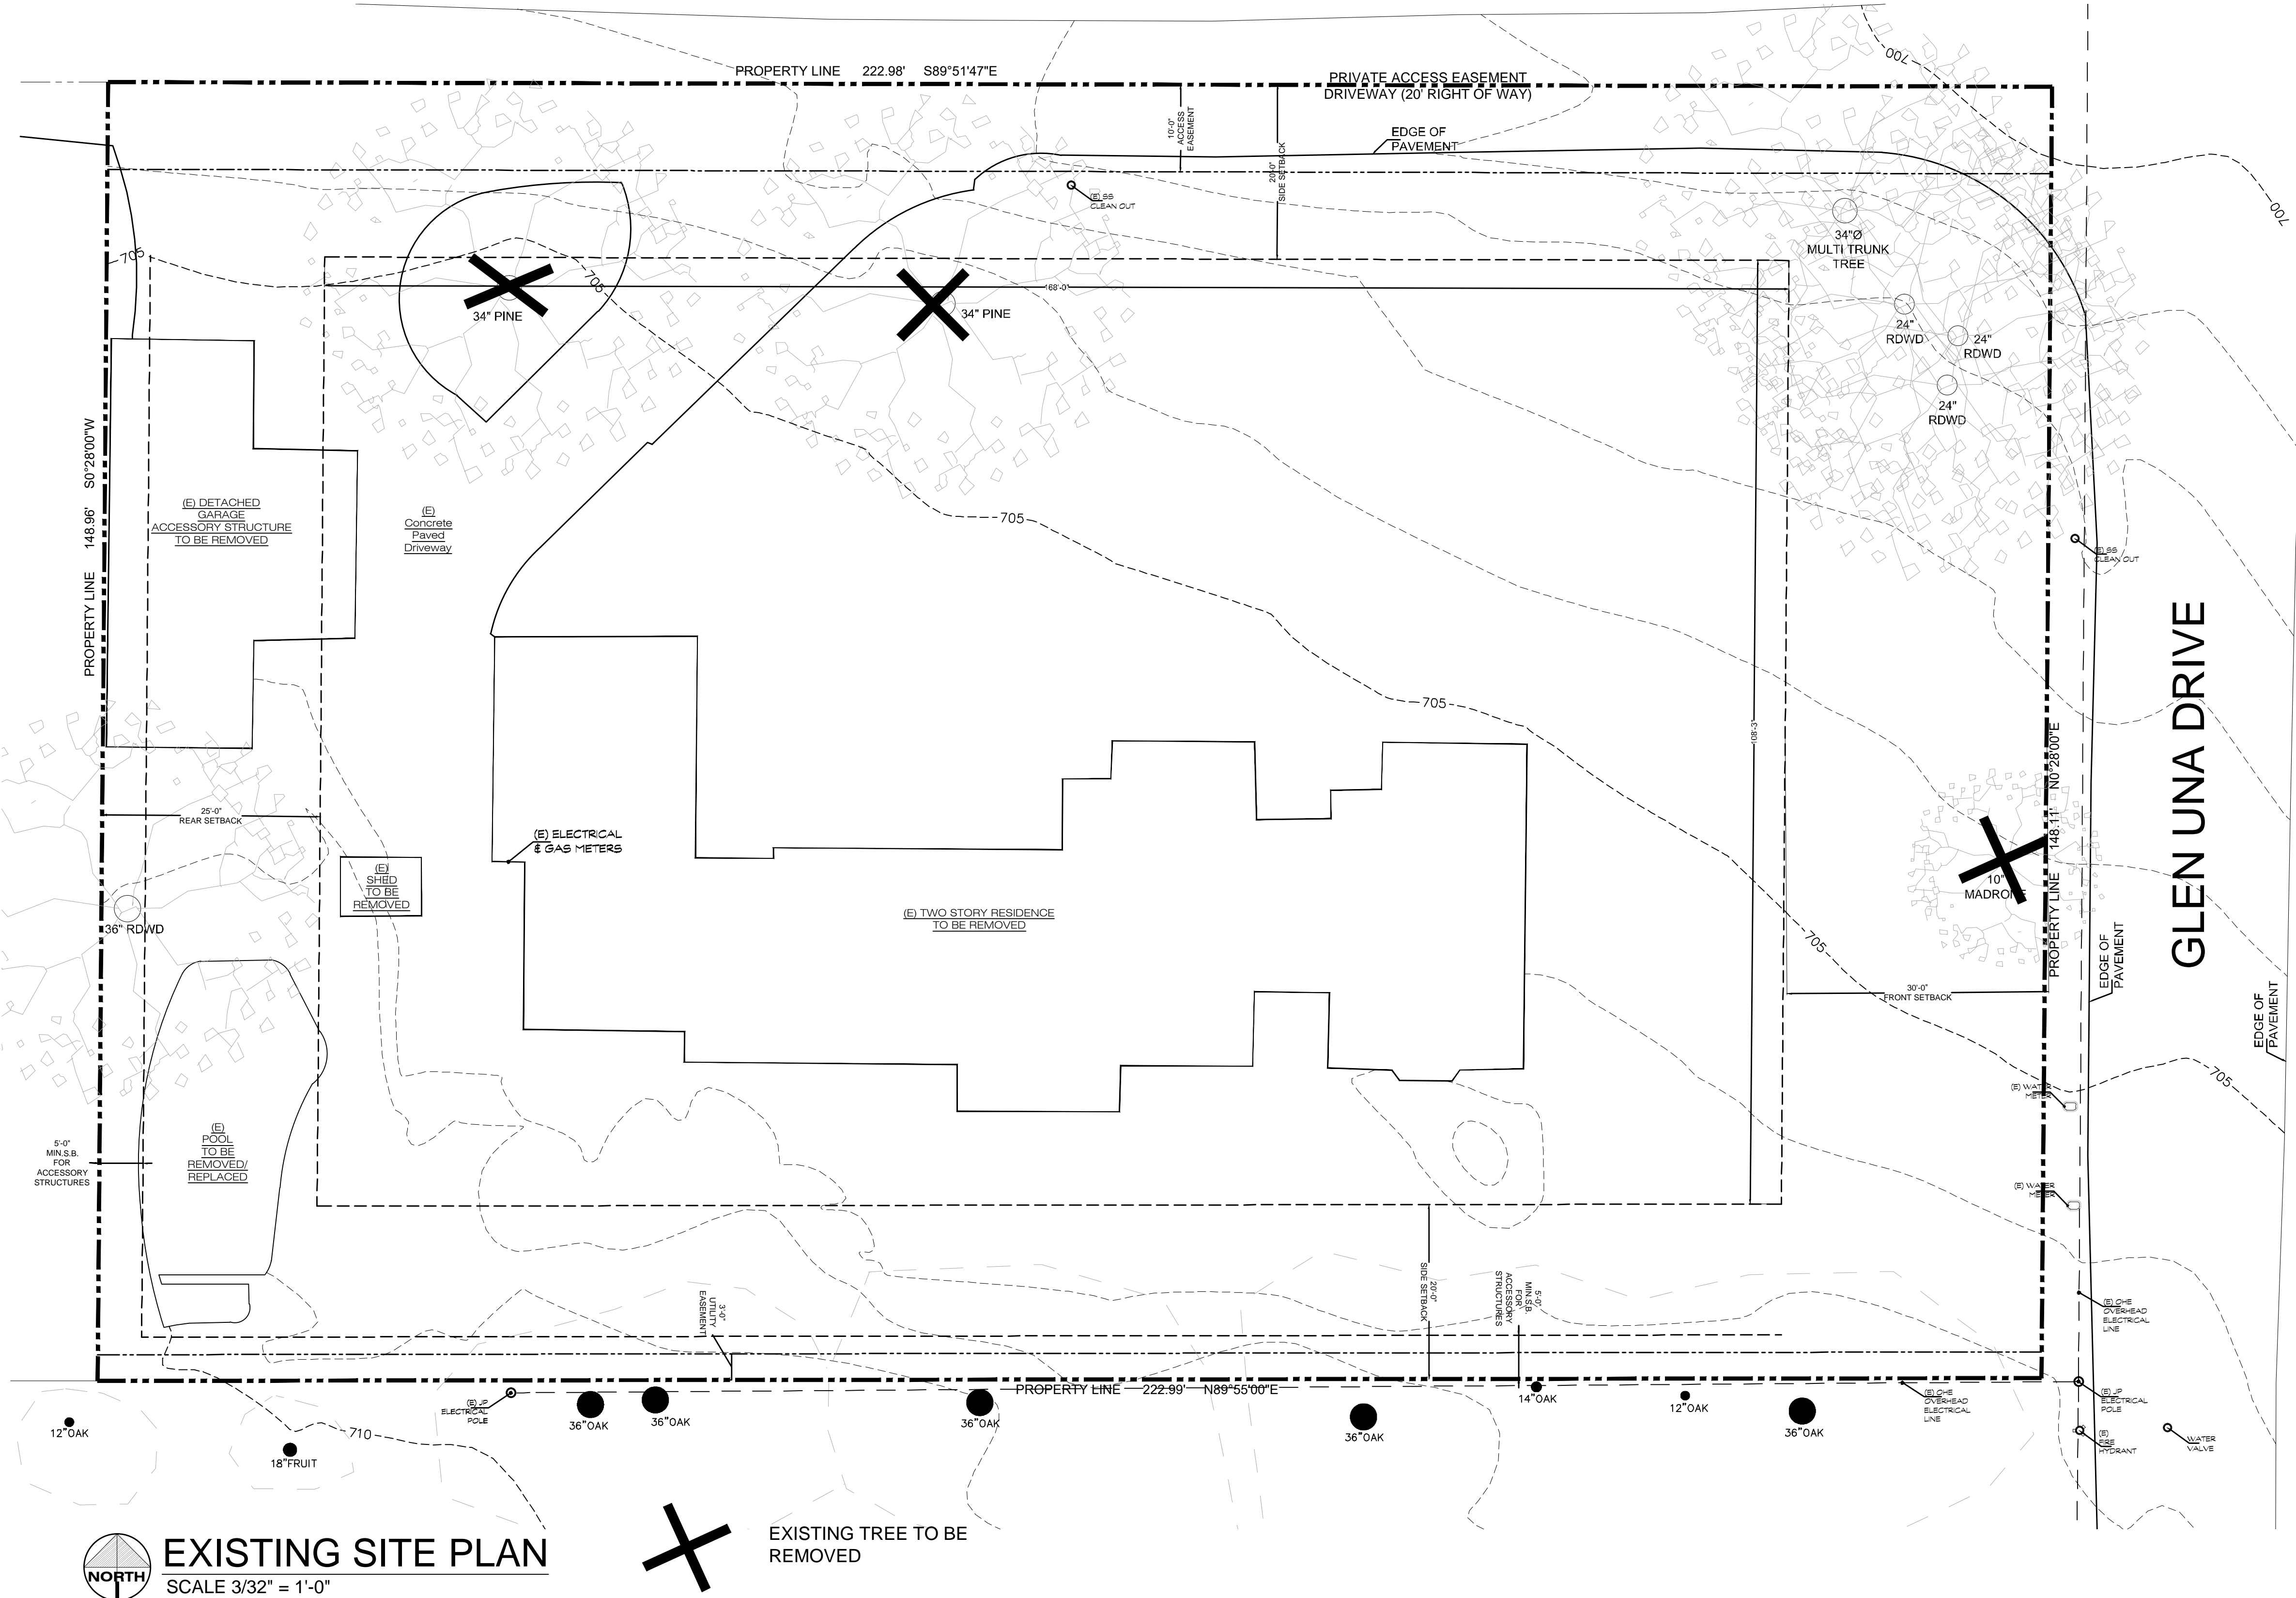 PROPERTY LINE 222.98' S89°51'47"E
PRIVATE ACCESS EASEMENT
DRIVEWAY (20' RIGHT OF WAY)
700
700
10'-0"
ACCESS
EASEMENT
20'-0"
SIDE SETBACK
EDGE OF
PAVEMENT
(E) SS
CLEAN OUT
34"Ø
MULTI TRUNK
TREE
705
705
34" PINE
34" PINE
168'-0"
24"
RDWD
24"
RDWD
24"
RDWD
PROPERTY LINE 148.96' S0°28'00"W
(E) DETACHED
GARAGE
ACCESSORY STRUCTURE
TO BE REMOVED
(E)
Concrete
Paved
Driveway
705
(E) SS
CLEAN OUT
GLEN UNA DRIVE
705
108'-3"
PROPERTY LINE 148.11' N0°28'00"E
25'-0"
REAR SETBACK
(E) ELECTRICAL
& GAS METERS
(E)
SHED
TO BE
REMOVED
36" RDWD
(E) TWO STORY RESIDENCE
TO BE REMOVED
10"
MADRONE
705
EDGE OF
PAVEMENT
30'-0"
FRONT SETBACK
EDGE OF
PAVEMENT
705
(E) WATER
METER
(E)
POOL
TO BE
REMOVED/
REPLACED
5'-0"
MIN.S.B.
FOR
ACCESSORY
STRUCTURES
(E) WATER
METER
3'-0"
UTILITY
EASEMENT
20'-0"
SIDE SETBACK
5'-0"
MIN.S.B.
FOR
ACCESSORY
STRUCTURES
(E) OHE
OVERHEAD
ELECTRICAL
LINE
PROPERTY LINE 222.99' N89°55'00"E
12"OAK
18"FRUIT
710
(E) JP
ELECTRICAL
POLE
36"OAK
36"OAK
36"OAK
36"OAK
14"OAK
12"OAK
36"OAK
(E) OHE
OVERHEAD
ELECTRICAL
LINE
(E) JP
ELECTRICAL
POLE
(E)
FIRE
HYDRANT
WATER
VALVE
NORTH
EXISTING SITE PLAN
SCALE 3/32" = 1'-0"
EXISTING TREE TO BE
REMOVED